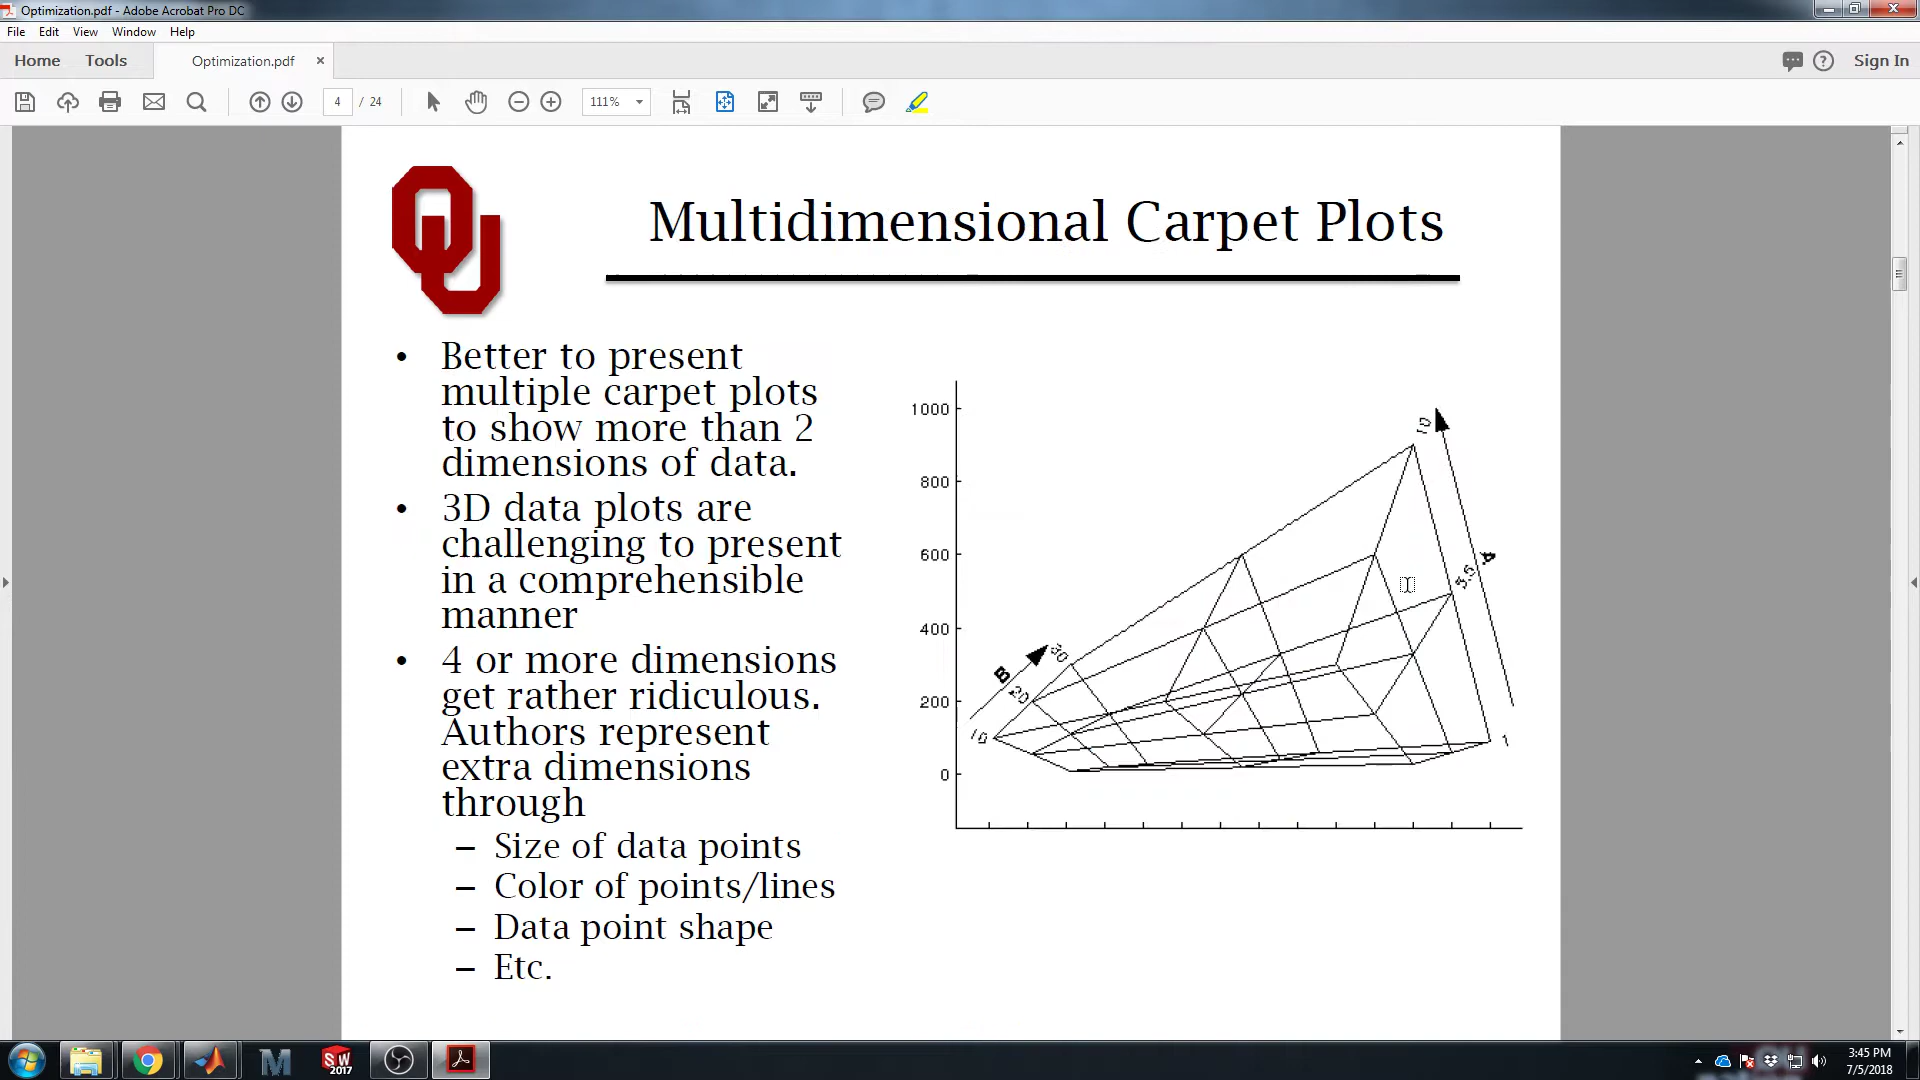 Optimization.pdf - Adobe Acrobat Pro DC
File Edit View Window Help
Home Tools Optimization.pdf × Sign In
4 / 24 111%
OU
Multidimensional Carpet Plots
• Better to present
multiple carpet plots
to show more than 2
dimensions of data.
• 3D data plots are
challenging to present
in a comprehensible
manner
• 4 or more dimensions
get rather ridiculous.
Authors represent
extra dimensions
through
– Size of data points
– Color of points/lines
– Data point shape
– Etc.
1000
800
600
400
200
0
B
10
20
30
A
10
5.5
1
SW
2017
3:45 PM
7/5/2018